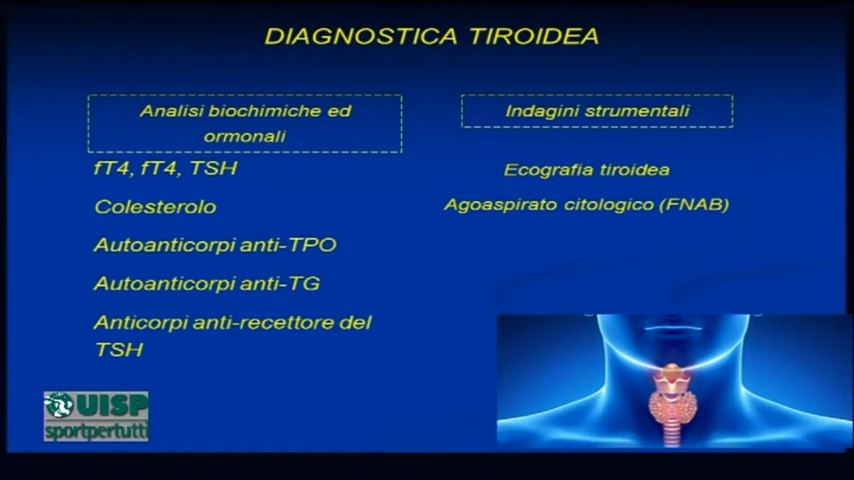 DIAGNOSTICA TIROIDEA
Analisi biochimiche ed
ormonali
fT4, fT4, TSH
Colesterolo
Autoanticorpi anti-TPO
Autoanticorpi anti-TG
Anticorpi anti-recettore del
TSH
Indagini strumentali
Ecografia tiroidea
Agoaspirato citologico (FNAB)
UISP
sportpertutti